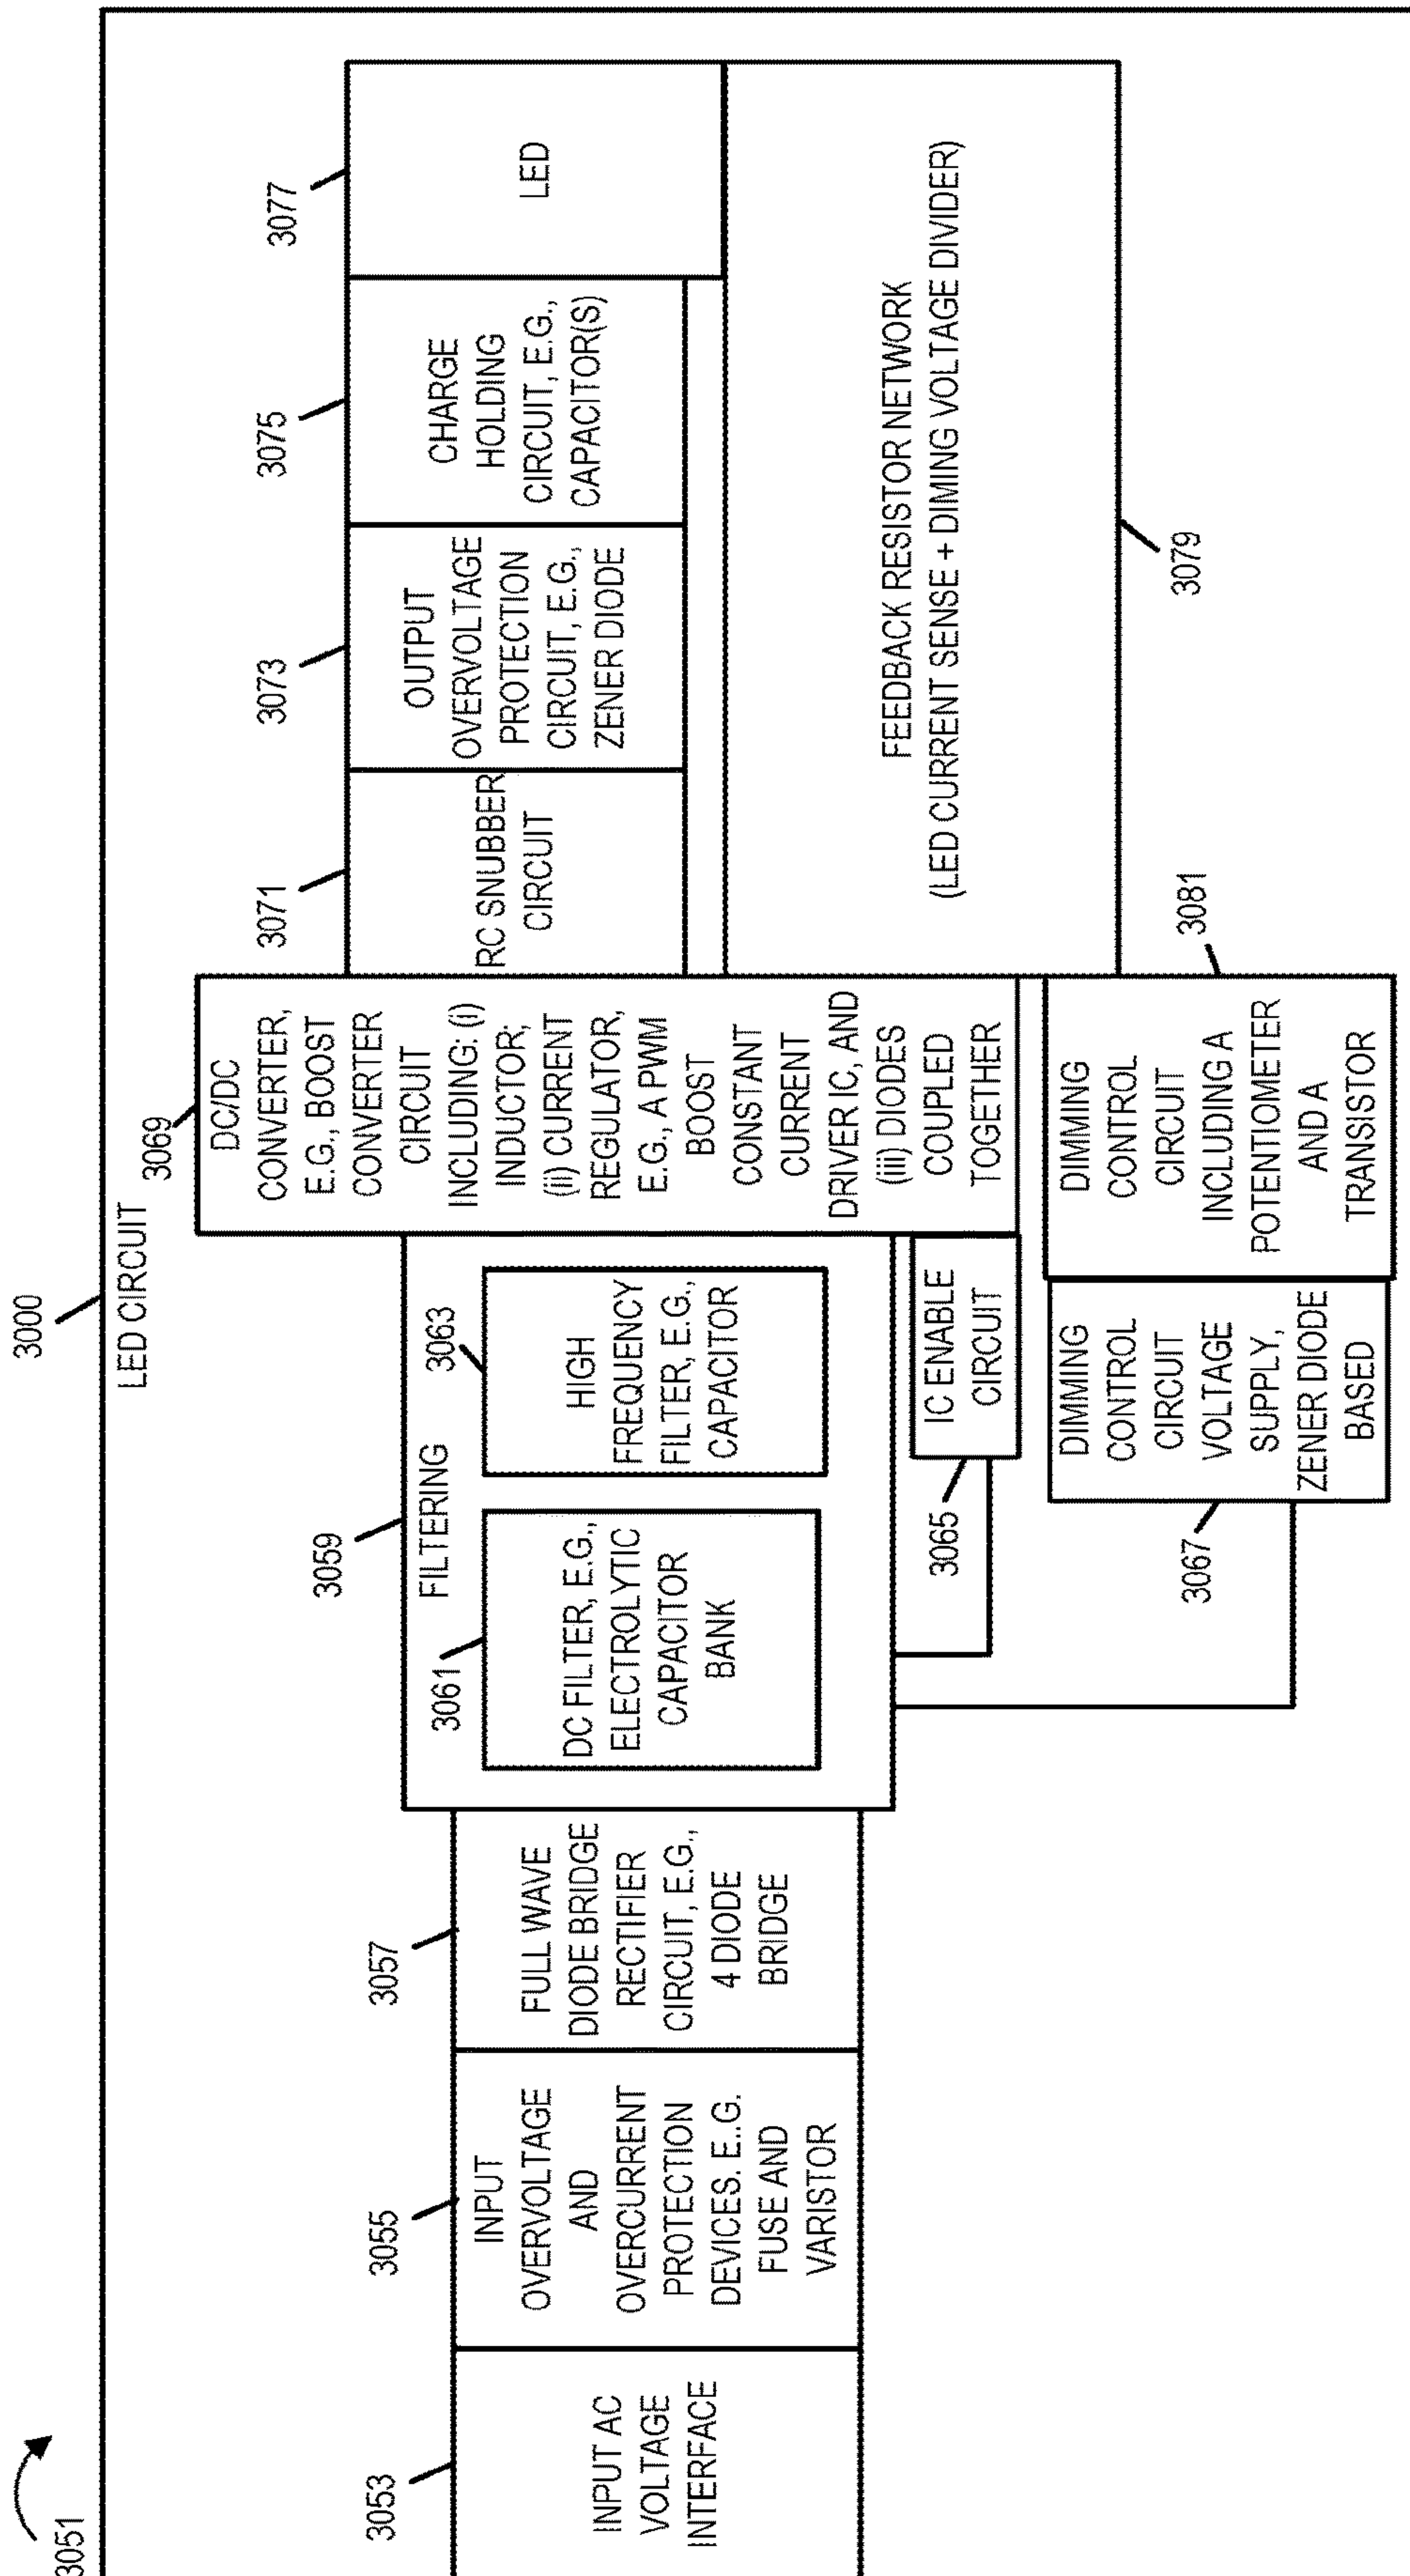 3051
3000
LED CIRCUIT
3053
INPUT AC
VOLTAGE
INTERFACE
3055
INPUT
OVERVOLTAGE
AND
OVERCURRENT
PROTECTION
DEVICES. E..G.
FUSE AND
VARISTOR
3057
FULL WAVE
DIODE BRIDGE
RECTIFIER
CIRCUIT, E.G.,
4 DIODE
BRIDGE
3059
FILTERING
3061
DC FILTER, E.G.,
ELECTROLYTIC
CAPACITOR
BANK
3063
HIGH
FREQUENCY
FILTER, E.G.,
CAPACITOR
3065
IC ENABLE
CIRCUIT
3067
DIMMING
CONTROL
CIRCUIT
VOLTAGE
SUPPLY,
ZENER DIODE
BASED
3069
DC/DC
CONVERTER,
E.G., BOOST
CONVERTER
CIRCUIT
INCLUDING: (i)
INDUCTOR;
(ii) CURRENT
REGULATOR,
E.G., A PWM
BOOST
CONSTANT
CURRENT
DRIVER IC, AND
(iii) DIODES
COUPLED
TOGETHER
3081
DIMMING
CONTROL
CIRCUIT
INCLUDING A
POTENTIOMETER
AND A
TRANSISTOR
3071
RC SNUBBER
CIRCUIT
3073
OUTPUT
OVERVOLTAGE
PROTECTION
CIRCUIT, E.G.,
ZENER DIODE
3075
CHARGE
HOLDING
CIRCUIT, E.G.,
CAPACITOR(S)
3077
LED
FEEDBACK RESISTOR NETWORK
(LED CURRENT SENSE + DIMING VOLTAGE DIVIDER)
3079